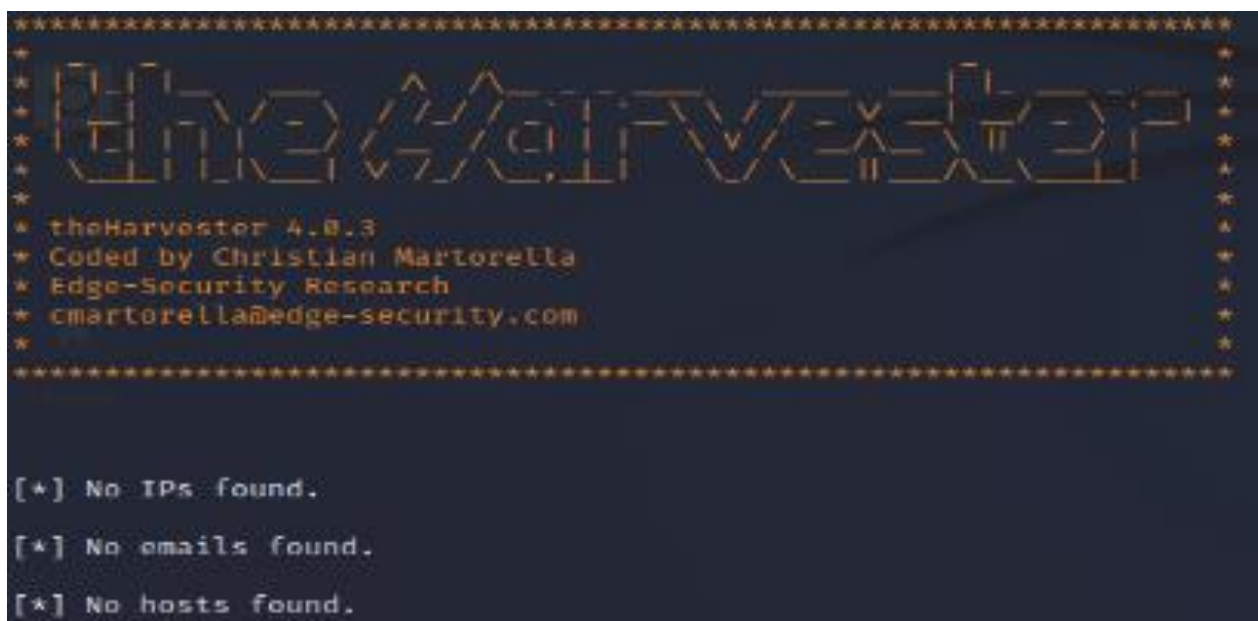 *******************************************************************
theHarvester
* theHarvester 4.0.3
* Coded by Christian Martorella
* Edge-Security Research
* cmartorella@edge-security.com
*******************************************************************
[*] No IPs found.
[*] No emails found.
[*] No hosts found.